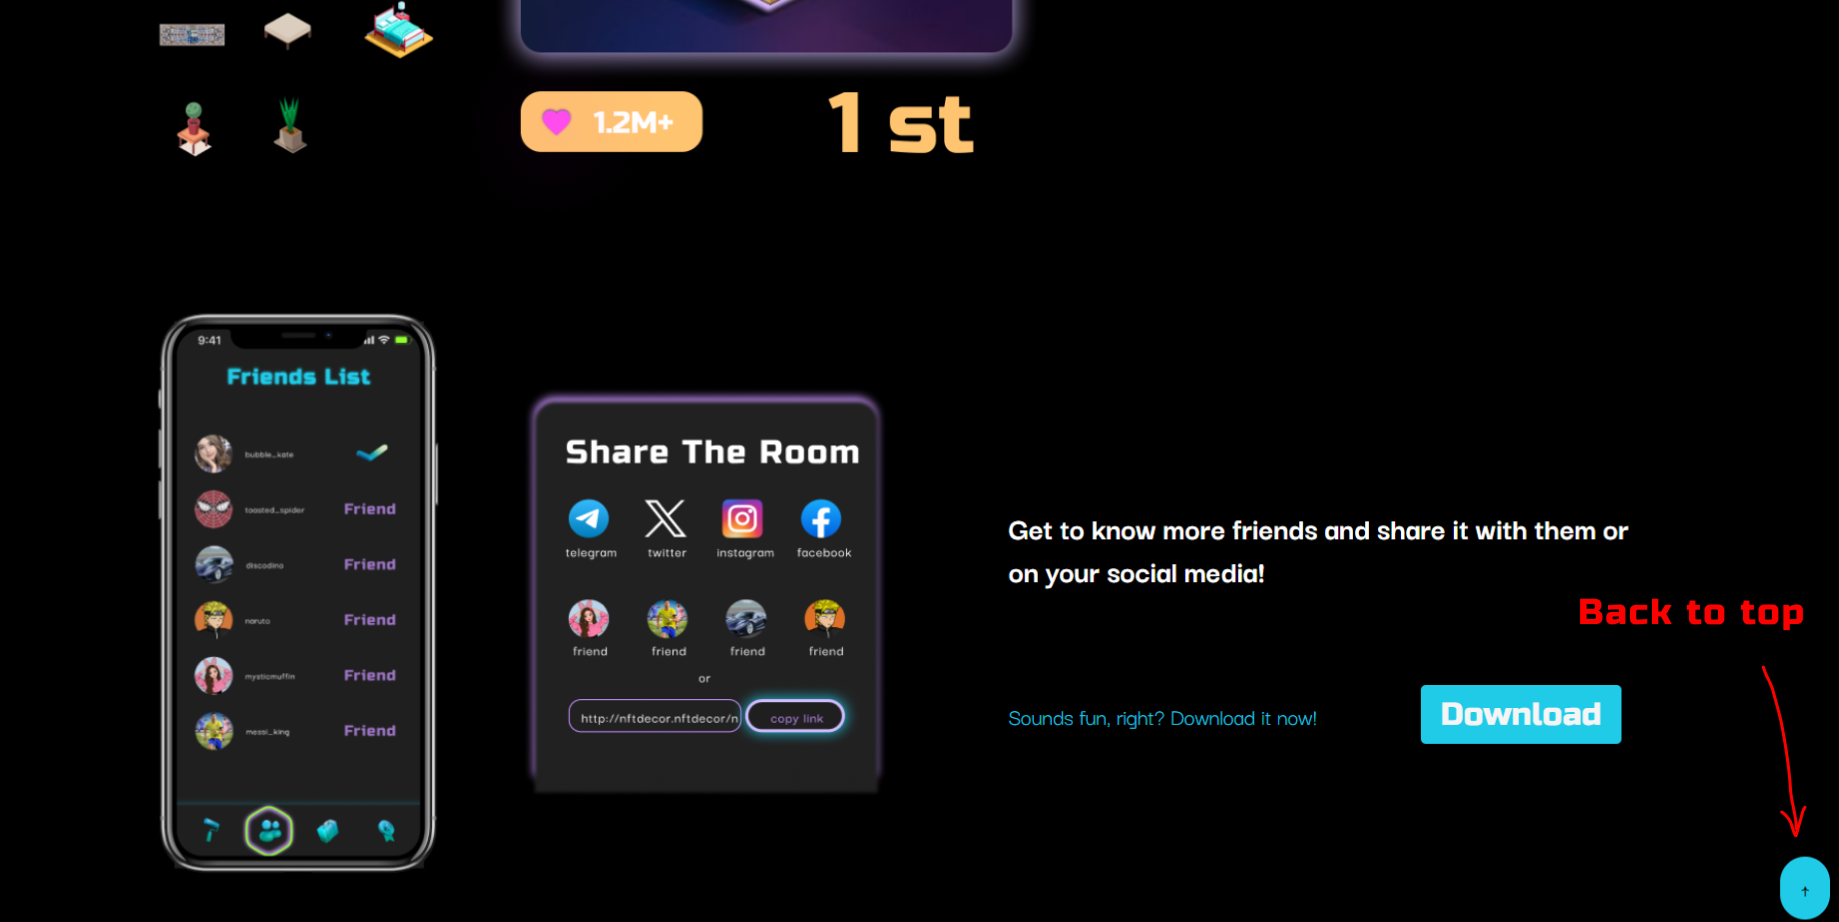 1.2M+
1 st
9:41
Friends List
bubble_kate
toasted_spider
Friend
discodino
Friend
naruto
Friend
mysticmuffin
Friend
messi_king
Friend
Share The Room
telegram twitter instagram facebook
friend friend friend friend
or
http://nftdecor.nftdecor/n
copy link
Get to know more friends and share it with them or
on your social media!
Back to top
Sounds fun, right? Download it now!
Download
↑